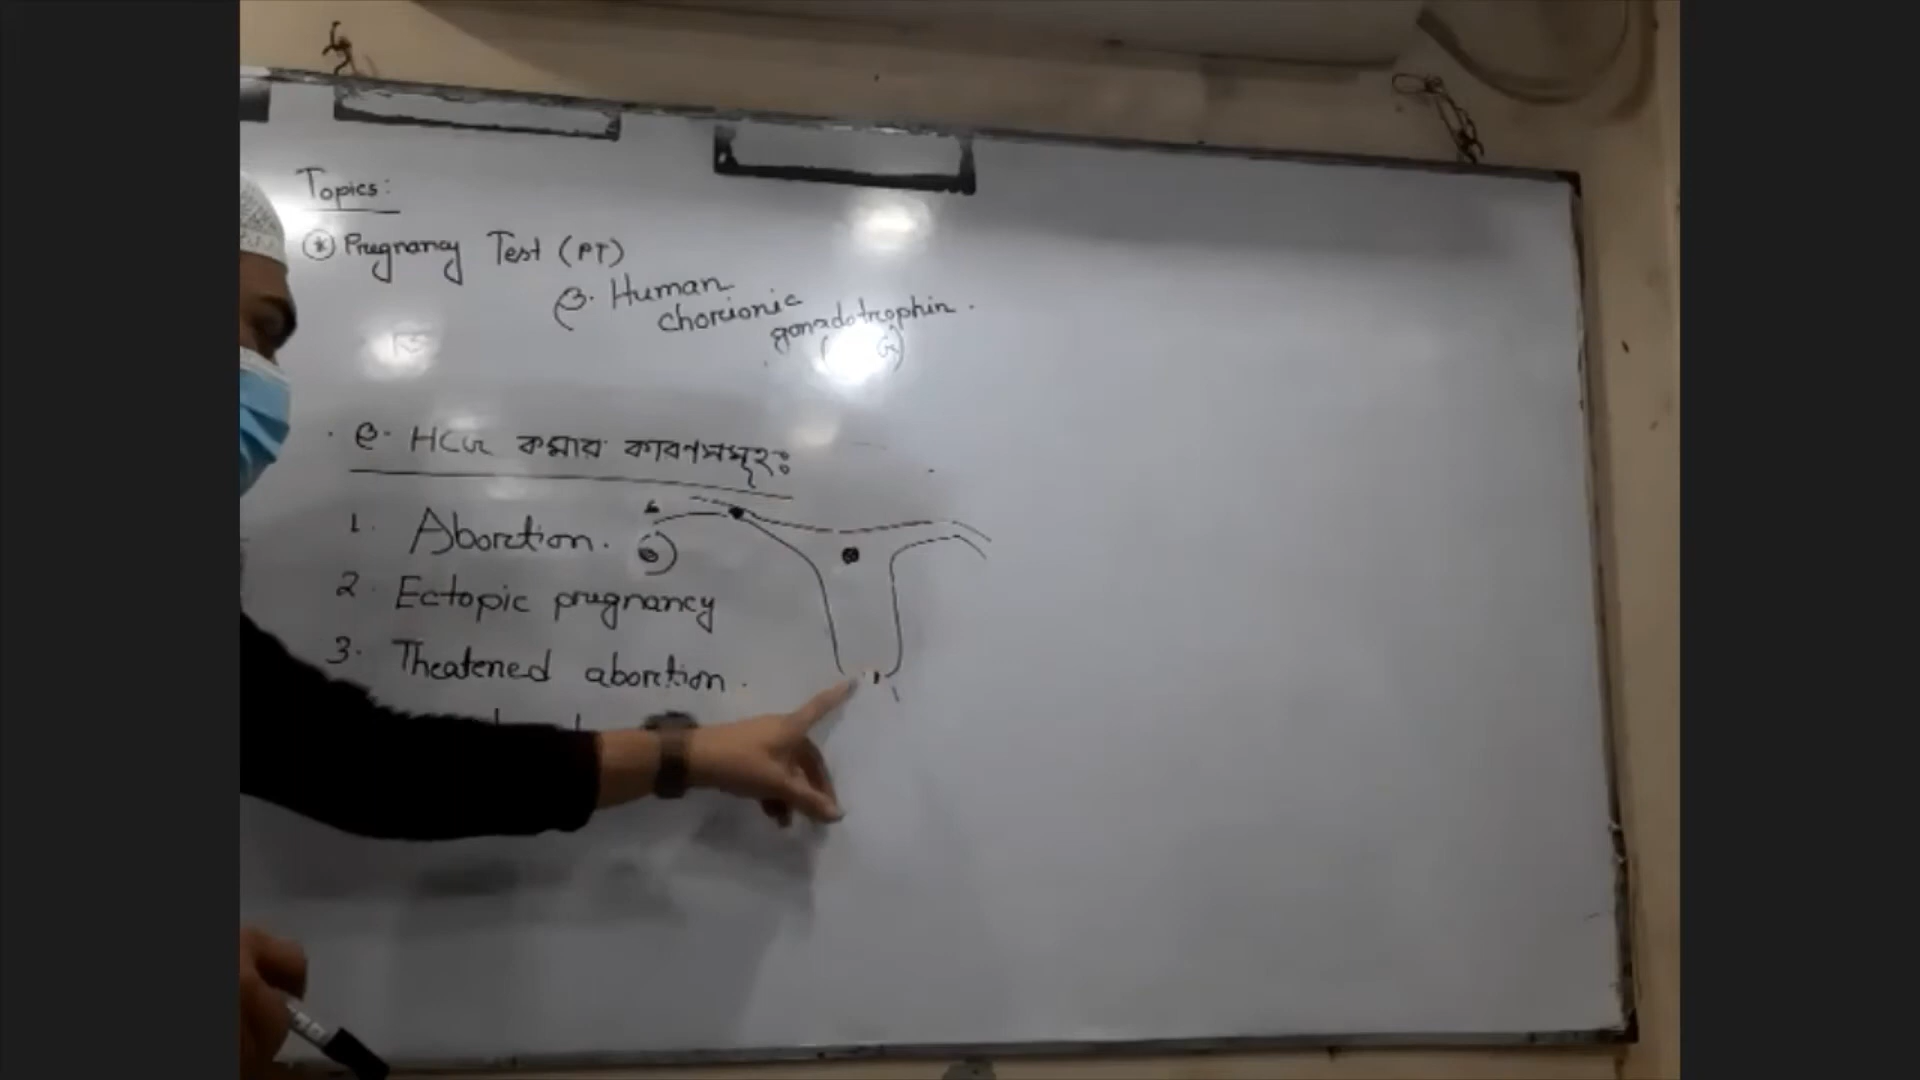 Topics:
* Pregnancy Test (PT)
β. Human
chorionic
gonadotrophin.
β. HCG কমার কারণসমূহঃ
1. Abortion.
2. Ectopic pregnancy
3. Theatened abortion.